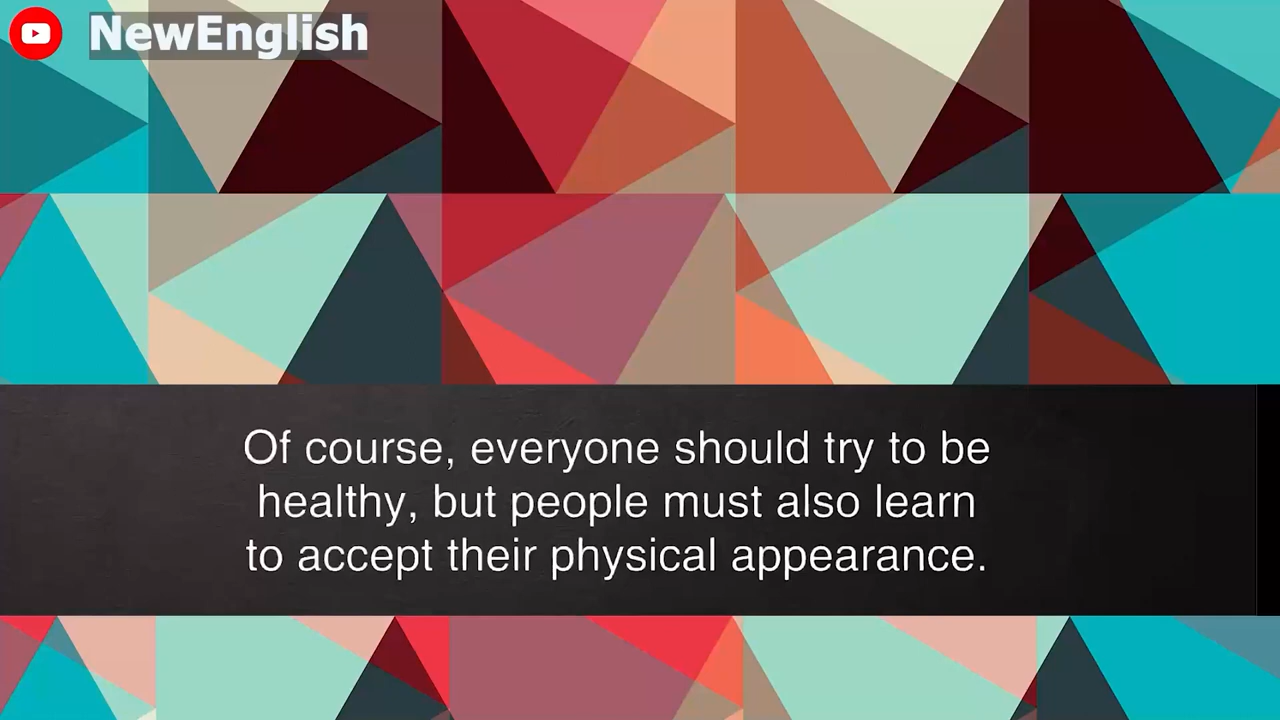 NewEnglish
Of course, everyone should try to be
healthy, but people must also learn
to accept their physical appearance.